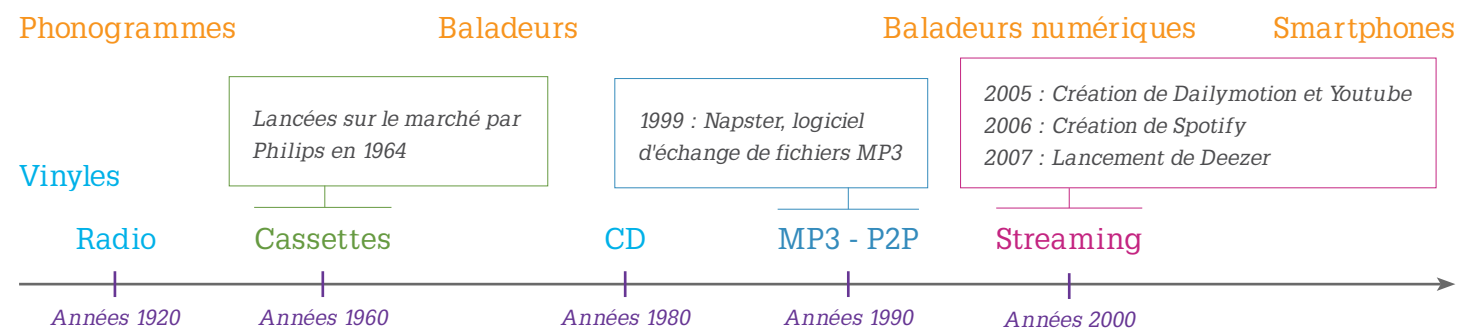 Phonogrammes Baladeurs Baladeurs numériques Smartphones
Lancées sur le marché par
Philips en 1964
1999 : Napster, logiciel
d'échange de fichiers MP3
2005 : Création de Dailymotion et Youtube
2006 : Création de Spotify
2007 : Lancement de Deezer
Vinyles
Radio Cassettes CD MP3 - P2P Streaming
Années 1920 Années 1960 Années 1980 Années 1990 Années 2000